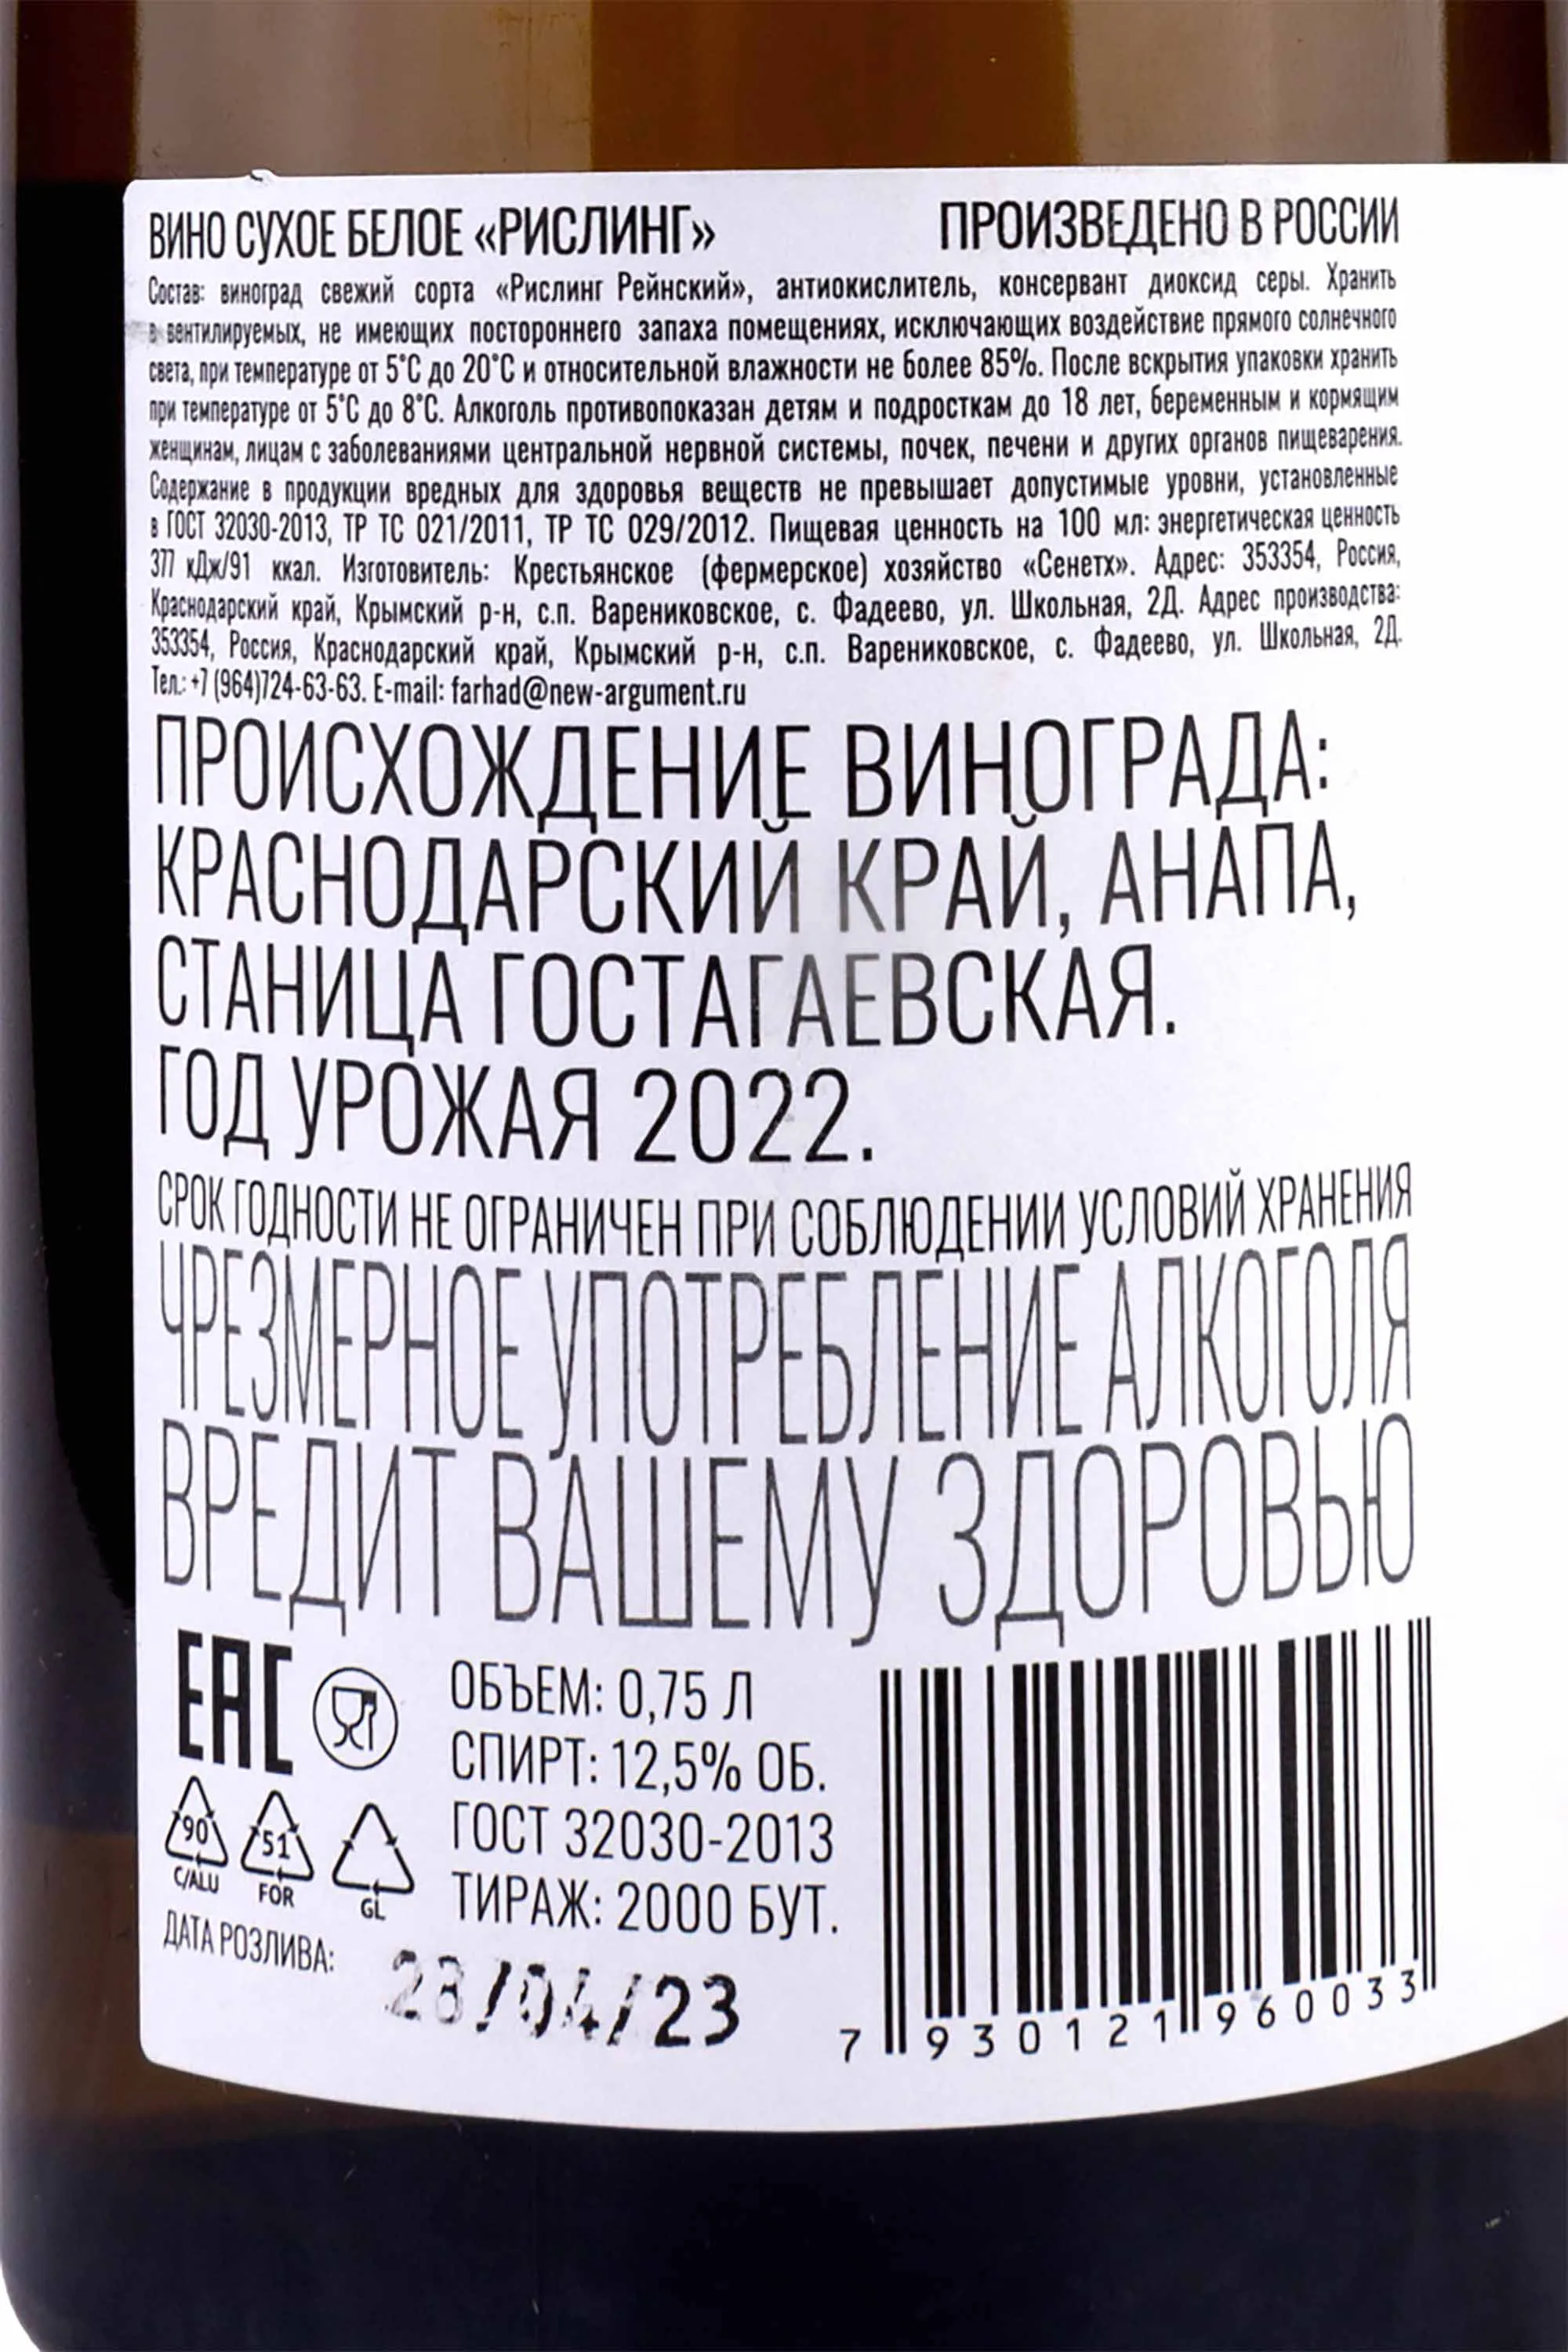 ВИНО СУХОЕ БЕЛОЕ «РИСЛИНГ» ПРОИЗВЕДЕНО В РОССИИ
Состав: виноград свежий сорта «Рислинг Рейнский», антиокислитель, консервант диоксид серы. Хранить
в вентилируемых, не имеющих постороннего запаха помещениях, исключающих воздействие прямого солнечного
света, при температуре от 5°С до 20°С и относительной влажности не более 85%. После вскрытия упаковки хранить
при температуре от 5°С до 8°С. Алкоголь противопоказан детям и подросткам до 18 лет, беременным и кормящим
женщинам, лицам с заболеваниями центральной нервной системы, почек, печени и других органов пищеварения.
Содержание в продукции вредных для здоровья веществ не превышает допустимые уровни, установленные
в ГОСТ 32030-2013, ТР ТС 021/2011, ТР ТС 029/2012. Пищевая ценность на 100 мл: энергетическая ценность
377 кДж/91 ккал. Изготовитель: Крестьянское (фермерское) хозяйство «Сенетх». Адрес: 353354, Россия,
Краснодарский край, Крымский р-н, с.п. Варениковское, с. Фадеево, ул. Школьная, 2Д. Адрес производства:
353354, Россия, Краснодарский край, Крымский р-н, с.п. Варениковское, с. Фадеево, ул. Школьная, 2Д.
Тел.: +7 (964)724-63-63. E-mail: farhad@new-argument.ru
ПРОИСХОЖДЕНИЕ ВИНОГРАДА:
КРАСНОДАРСКИЙ КРАЙ, АНАПА,
СТАНИЦА ГОСТАГАЕВСКАЯ.
ГОД УРОЖАЯ 2022.
СРОК ГОДНОСТИ НЕ ОГРАНИЧЕН ПРИ СОБЛЮДЕНИИ УСЛОВИЙ ХРАНЕНИЯ
ЧРЕЗМЕРНОЕ УПОТРЕБЛЕНИЕ АЛКОГОЛЯ
ВРЕДИТ ВАШЕМУ ЗДОРОВЬЮ
EAC
ОБЪЕМ: 0,75 Л
СПИРТ: 12,5% ОБ.
ГОСТ 32030-2013
ТИРАЖ: 2000 БУТ.
90 51
C/ALU FOR GL
ДАТА РОЗЛИВА: 28/04/23
7 930121 960033